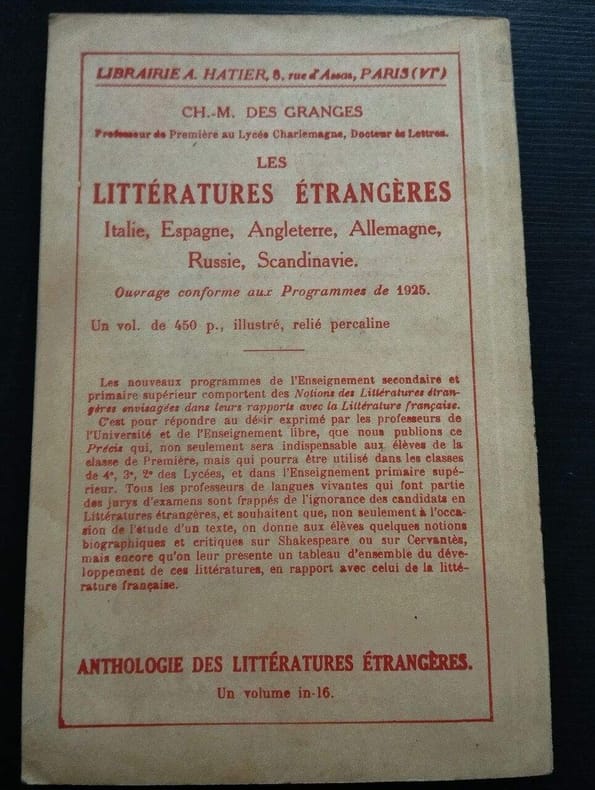 LIBRAIRIE A. HATIER, 8, rue d'Assas, PARIS (VIᵉ)
CH.-M. DES GRANGES
Professeur de Première au Lycée Charlemagne, Docteur ès Lettres.
LES
LITTÉRATURES ÉTRANGÈRES
Italie, Espagne, Angleterre, Allemagne,
Russie, Scandinavie.
Ouvrage conforme aux Programmes de 1925.
Un vol. de 450 p., illustré, relié percaline
Les nouveaux programmes de l'Enseignement secondaire et
primaire supérieur comportent des Notions des Littératures étran-
gères envisagées dans leurs rapports avec la Littérature française.
C'est pour répondre au désir exprimé par les professeurs de
l'Université et de l'Enseignement libre, que nous publions ce
Précis qui, non seulement sera indispensable aux élèves de la
classe de Première, mais qui pourra être utilisé dans les classes
de 4ᵉ, 3ᵉ, 2ᵉ des Lycées, et dans l'Enseignement primaire supé-
rieur. Tous les professeurs de langues vivantes qui font partie
des jurys d'examens sont frappés de l'ignorance des candidats en
Littératures étrangères, et souhaitent que, non seulement à l'occa-
sion de l'étude d'un texte, on donne aux élèves quelques notions
biographiques et critiques sur Shakespeare ou sur Cervantès,
mais encore qu'on leur presente un tableau d'ensemble du déve-
loppement de ces littératures, en rapport avec celui de la litté-
rature française.
ANTHOLOGIE DES LITTÉRATURES ÉTRANGÈRES.
Un volume in-16.